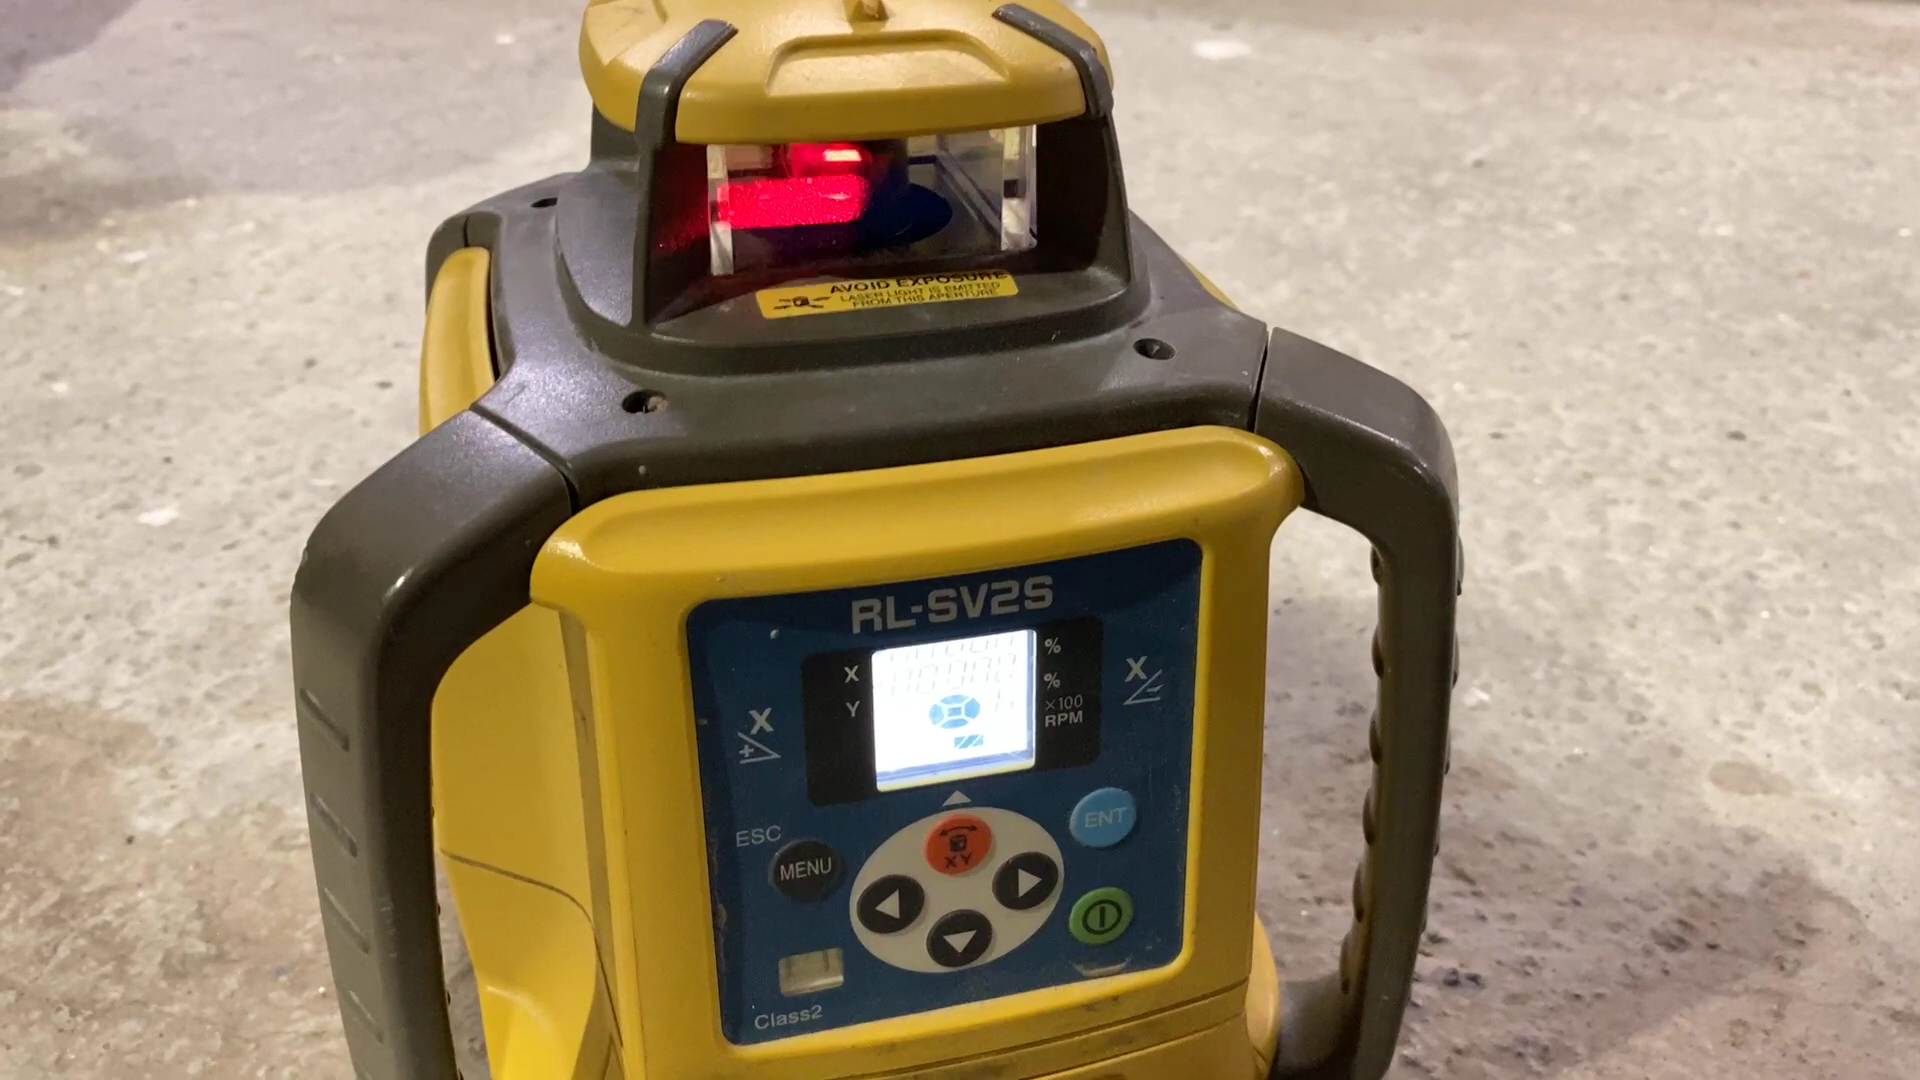 AVOID EXPOSURE
LASER LIGHT IS EMITTED
FROM THIS APERTURE
RL-SV2S
X %
Y %
×100
RPM
X
+
X
-
ESC
MENU
XY
ENT
Class2